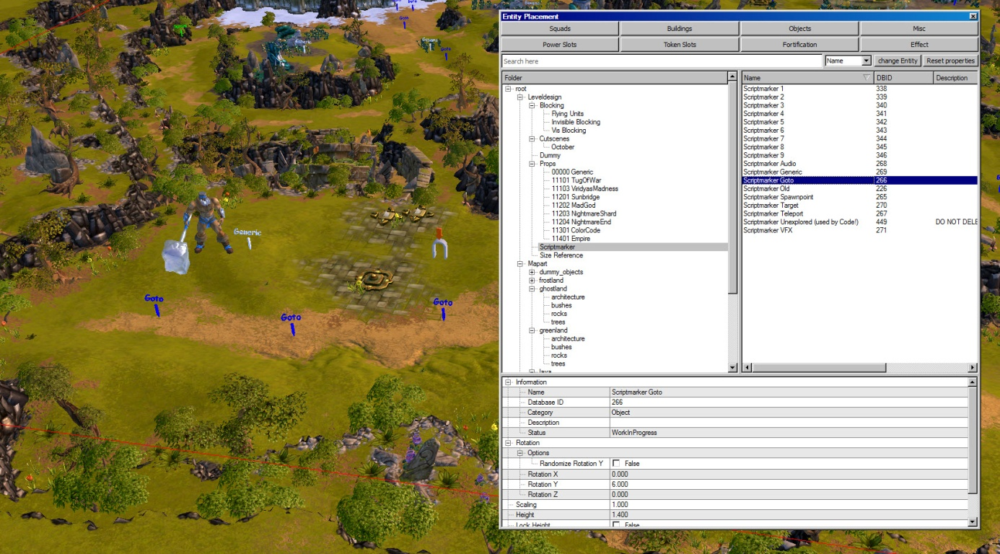 Entity Placement
Squads Buildings Objects Misc
Power Slots Token Slots Fortification Effect
Search here Name change Entity Reset properties
Folder
root
Leveldesign
Blocking
Flying Units
Invisible Blocking
Vis Blocking
Cutscenes
October
Dummy
Props
00000 Generic
11101 TugOfWar
11103 ViridyasMadness
11201 Sunbridge
11202 MadGod
11203 NightmareShard
11204 NightmareEnd
11301 ColorCode
11401 Empire
Scriptmarker
Size Reference
Mapart
dummy_objects
frostland
ghostland
architecture
bushes
rocks
trees
greenland
architecture
bushes
rocks
trees
lava
Name DBID Description
Scriptmarker 1 338
Scriptmarker 2 339
Scriptmarker 3 340
Scriptmarker 4 341
Scriptmarker 5 342
Scriptmarker 6 343
Scriptmarker 7 344
Scriptmarker 8 345
Scriptmarker 9 346
Scriptmarker Audio 268
Scriptmarker Generic 269
Scriptmarker Goto 266
Scriptmarker Old 226
Scriptmarker Spawnpoint 265
Scriptmarker Target 270
Scriptmarker Teleport 267
Scriptmarker Unexplored (used by Code!) 449 DO NOT DELE
Scriptmarker VFX 271
Information
Name Scriptmarker Goto
Database ID 266
Category Object
Description
Status WorkInProgress
Rotation
Options
Randomize Rotation Y False
Rotation X 0.000
Rotation Y 6.000
Rotation Z 0.000
Scaling 1.000
Height 1.400
Lock Height False
Goto
Generic
Generic
Goto
Generic
Goto
Goto
Goto